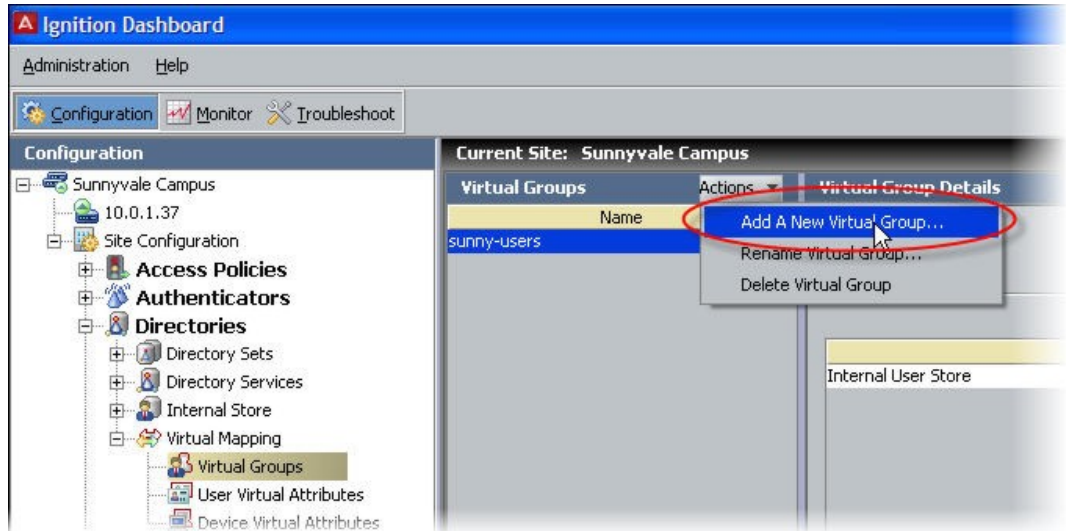 Ignition Dashboard
Administration Help
Configuration Monitor Troubleshoot
Configuration
Sunnyvale Campus
10.0.1.37
Site Configuration
Access Policies
Authenticators
Directories
Directory Sets
Directory Services
Internal Store
Virtual Mapping
Virtual Groups
User Virtual Attributes
Device Virtual Attributes
Current Site: Sunnyvale Campus
Virtual Groups Actions
Name
sunny-users
Add A New Virtual Group...
Rename Virtual Group...
Delete Virtual Group
Virtual Group Details
Internal User Store